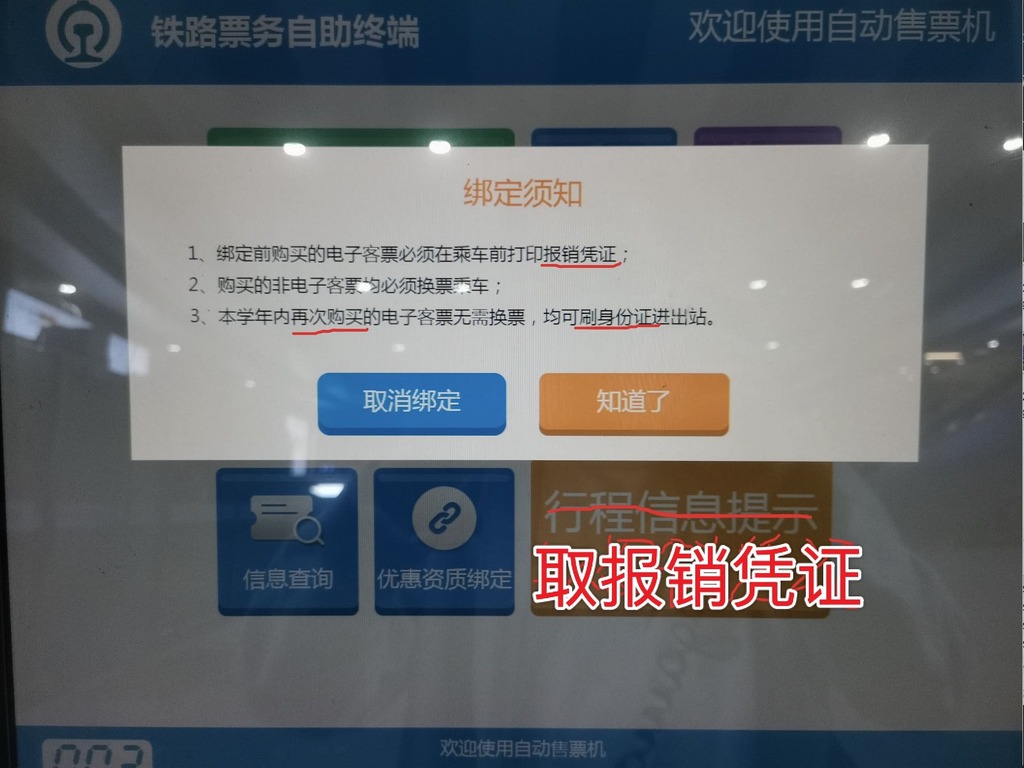 铁路票务自助终端
欢迎使用自动售票机
绑定须知
1、绑定前购买的电子客票必须在乘车前打印报销凭证；
2、购买的非电子客票均必须换票乘车；
3、本学年内再次购买的电子客票无需换票，均可刷身份证进出站。
取消绑定
知道了
信息查询
优惠资质绑定
行程信息提示
取报销凭证
欢迎使用自动售票机
003